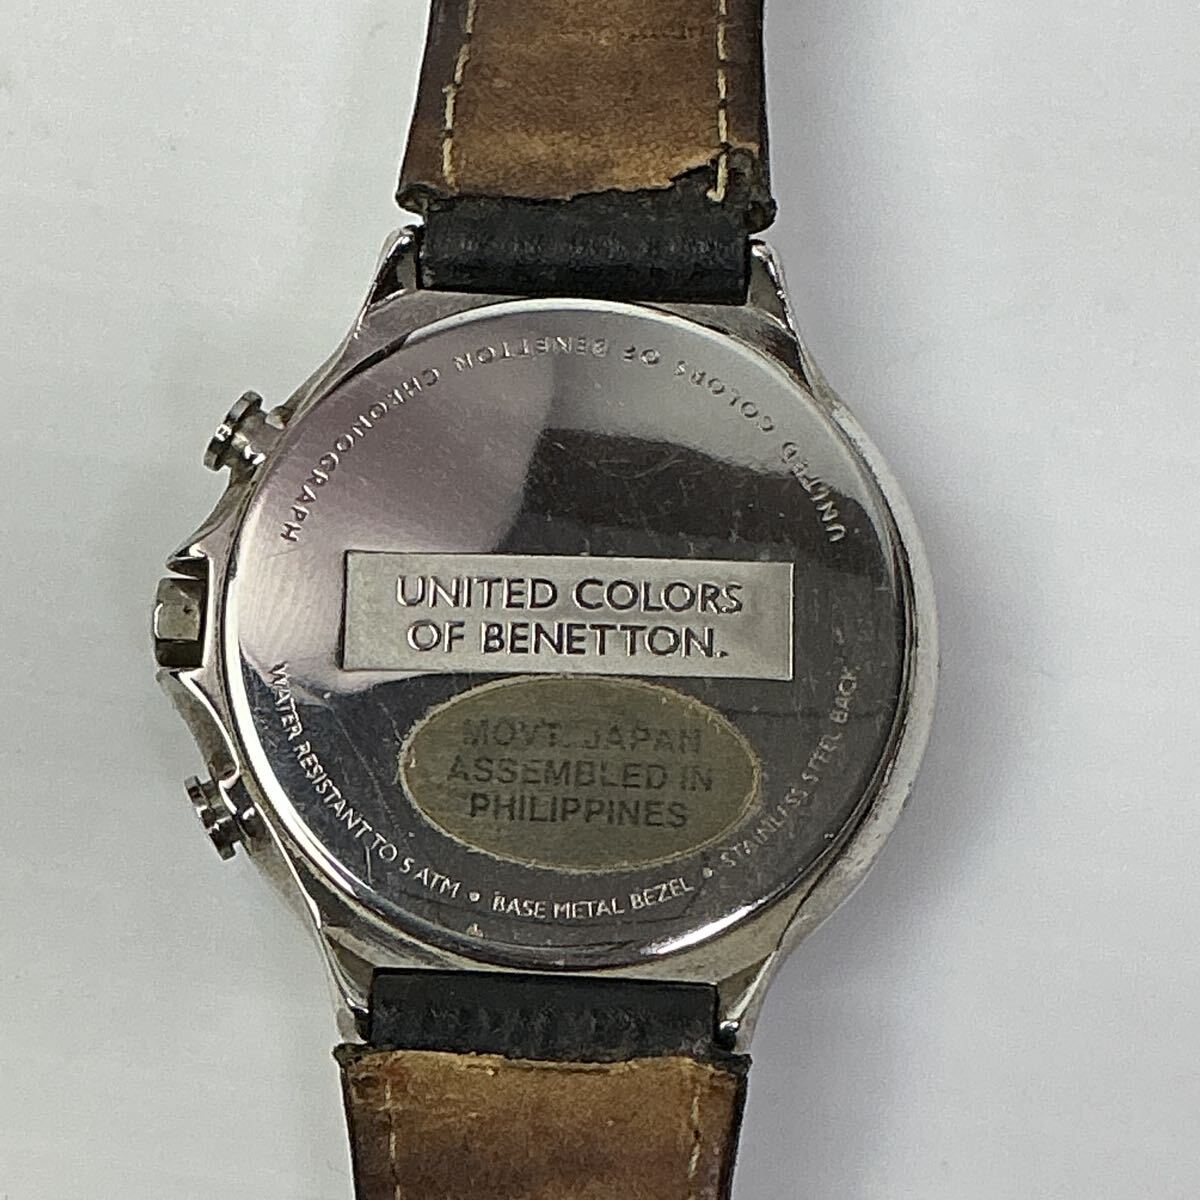 UNITED COLORS OF BENETTON CHRONOGRAPH
UNITED COLORS
OF BENETTON.
MOVT. JAPAN
ASSEMBLED IN
PHILIPPINES
WATER RESISTANT TO 5 ATM • BASE METAL BEZEL • STAINLESS STEEL BACK